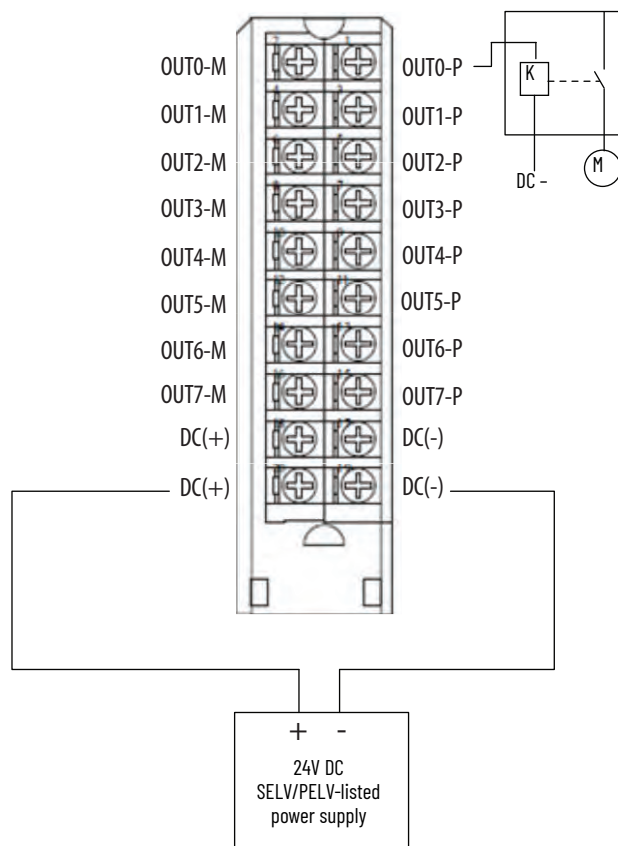 OUT0-M OUT0-P
K
OUT1-M OUT1-P
OUT2-M OUT2-P
M
DC -
OUT3-M OUT3-P
OUT4-M OUT4-P
OUT5-M OUT5-P
OUT6-M OUT6-P
OUT7-M OUT7-P
DC(+) DC(-)
DC(+) DC(-)
+ -
24V DC
SELV/PELV-listed
power supply